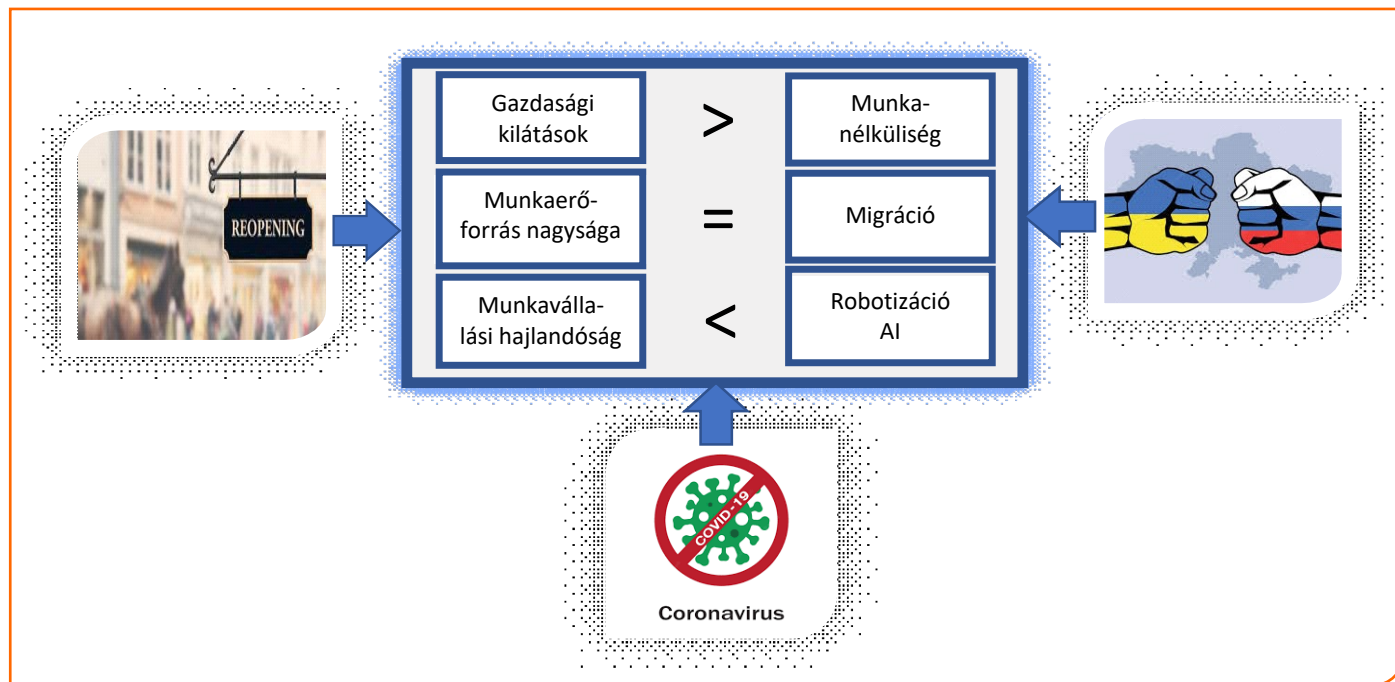 Gazdasági
kilátások
>
Munka-
nélküliség
REOPENING
Munkaerő-
forrás nagysága
=
Migráció
Munkaválla-
lási hajlandóság
<
Robotizáció
AI
COVID-19
Coronavirus